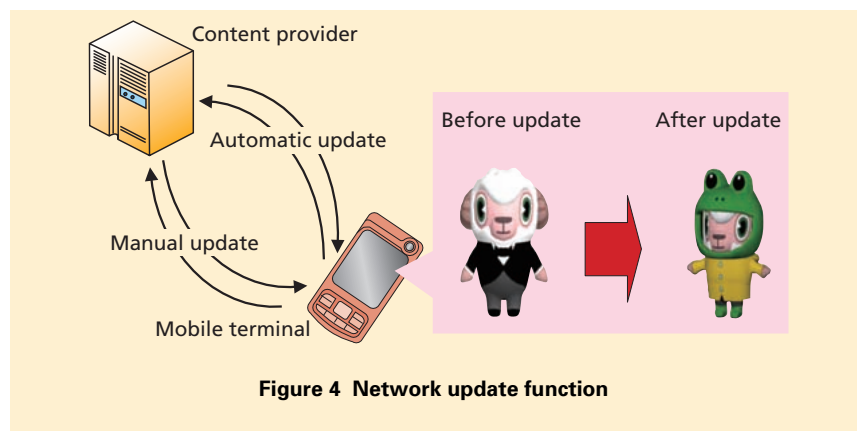 Content provider
Before update
After update
Automatic update
Manual update
Mobile terminal
Figure 4 Network update function